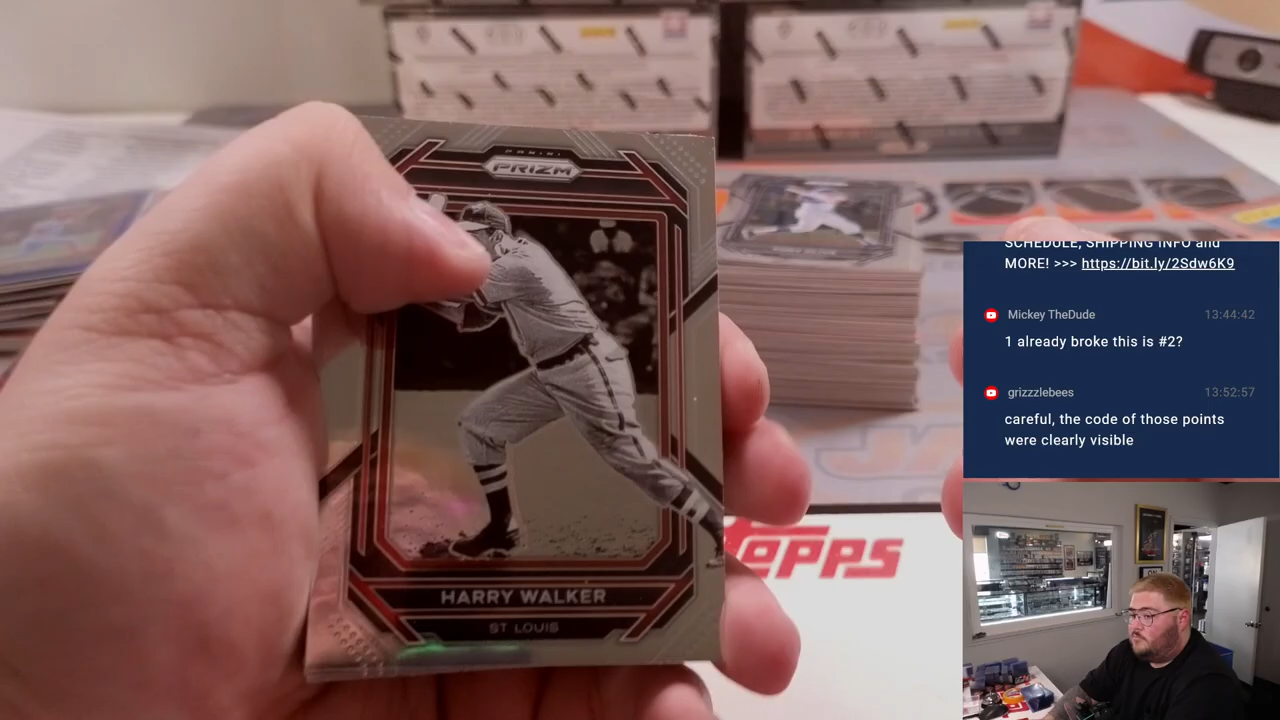 PANINI
PRIZM
HARRY WALKER
ST LOUIS
TOPPS
SCHEDULE, SHIPPING INFO and
MORE! >>> https://bit.ly/2Sdw6K9
Mickey TheDude 13:44:42
1 already broke this is #2?
grizzzlebees 13:52:57
careful, the code of those points
were clearly visible